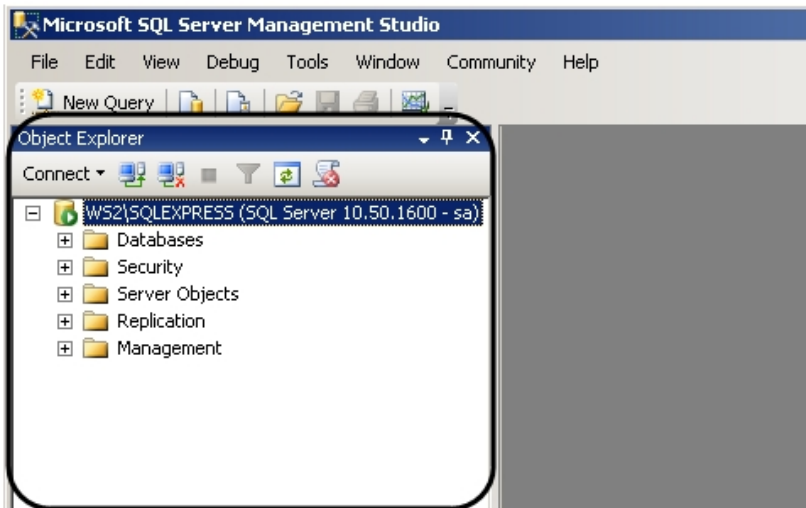 Microsoft SQL Server Management Studio
File Edit View Debug Tools Window Community Help
New Query
Object Explorer
Connect
WS2\SQLEXPRESS (SQL Server 10.50.1600 - sa)
Databases
Security
Server Objects
Replication
Management